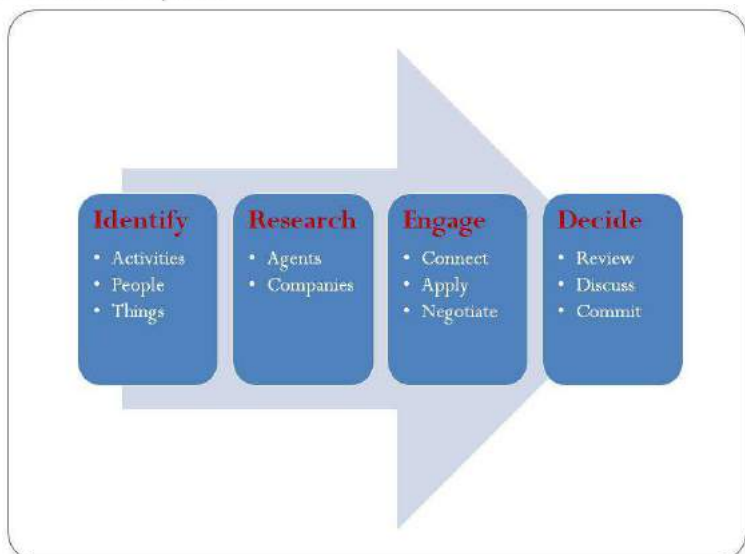 Identify
• Activities
• People
• Things
Research
• Agents
• Companies
Engage
• Connect
• Apply
• Negotiate
Decide
• Review
• Discuss
• Commit